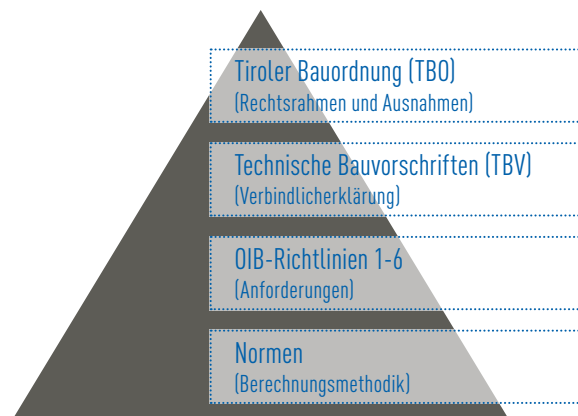 Tiroler Bauordnung (TBO)
(Rechtsrahmen und Ausnahmen)
Technische Bauvorschriften (TBV)
(Verbindlicherklärung)
OIB-Richtlinien 1-6
(Anforderungen)
Normen
(Berechnungsmethodik)